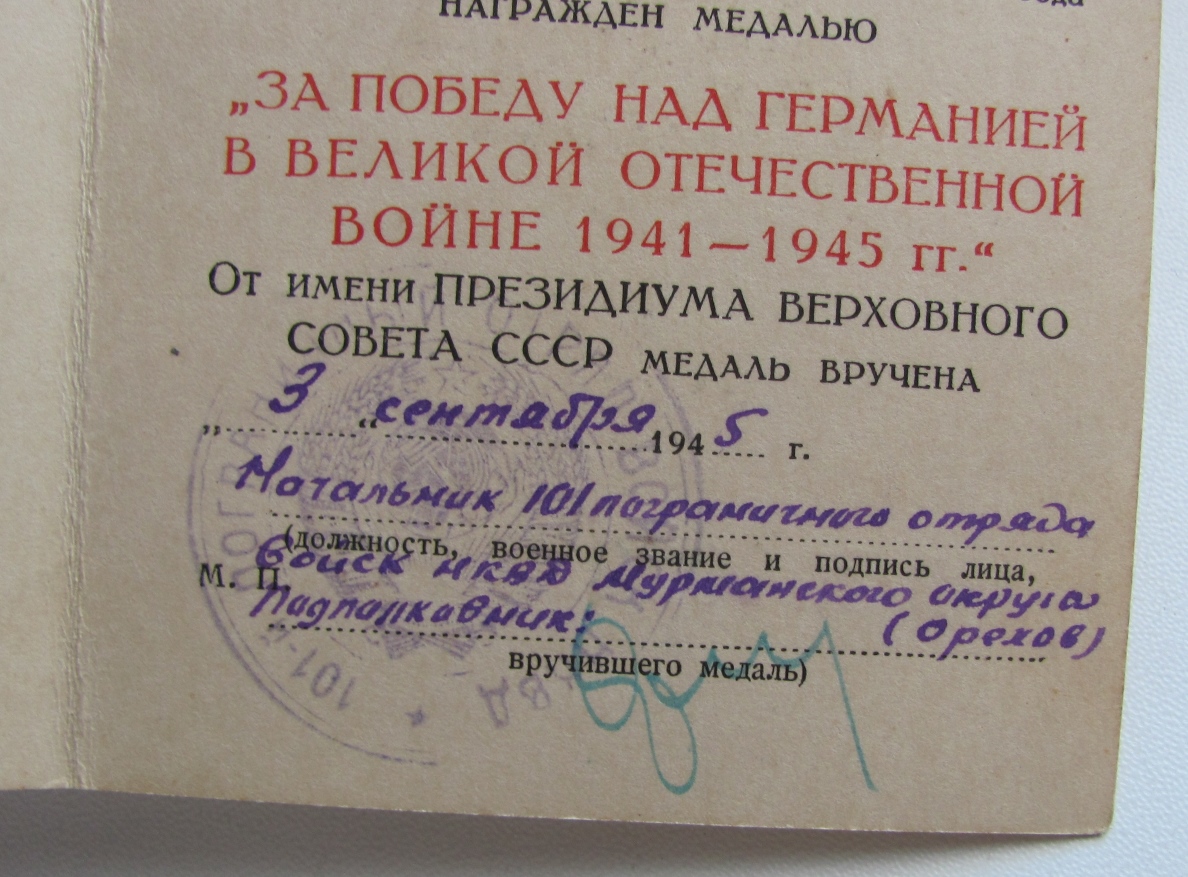 НАГРАЖДЕН МЕДАЛЬЮ
„ЗА ПОБЕДУ НАД ГЕРМАНИЕЙ
В ВЕЛИКОЙ ОТЕЧЕСТВЕННОЙ
ВОЙНЕ 1941—1945 гг.“
От имени ПРЕЗИДИУМА ВЕРХОВНОГО
СОВЕТА СССР МЕДАЛЬ ВРУЧЕНА
„3“ сентября 1945 г.
Начальник 101 пограничного отряда
(должность, военное звание и подпись лица,
войск НКВД Мурманского округа
М. П.
Подполковник: (Орехов)
вручившего медаль)